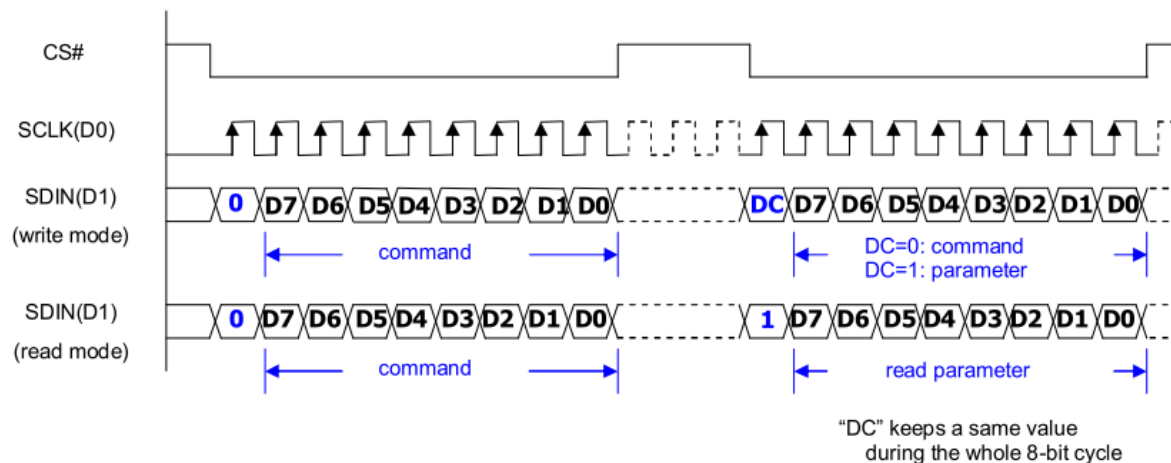 CS#
SCLK(D0)
SDIN(D1)
(write mode)
0 D7 D6 D5 D4 D3 D2 D1 D0
DC D7 D6 D5 D4 D3 D2 D1 D0
command
DC=0: command
DC=1: parameter
SDIN(D1)
(read mode)
0 D7 D6 D5 D4 D3 D2 D1 D0
1 D7 D6 D5 D4 D3 D2 D1 D0
command
read parameter
“DC” keeps a same value
during the whole 8-bit cycle